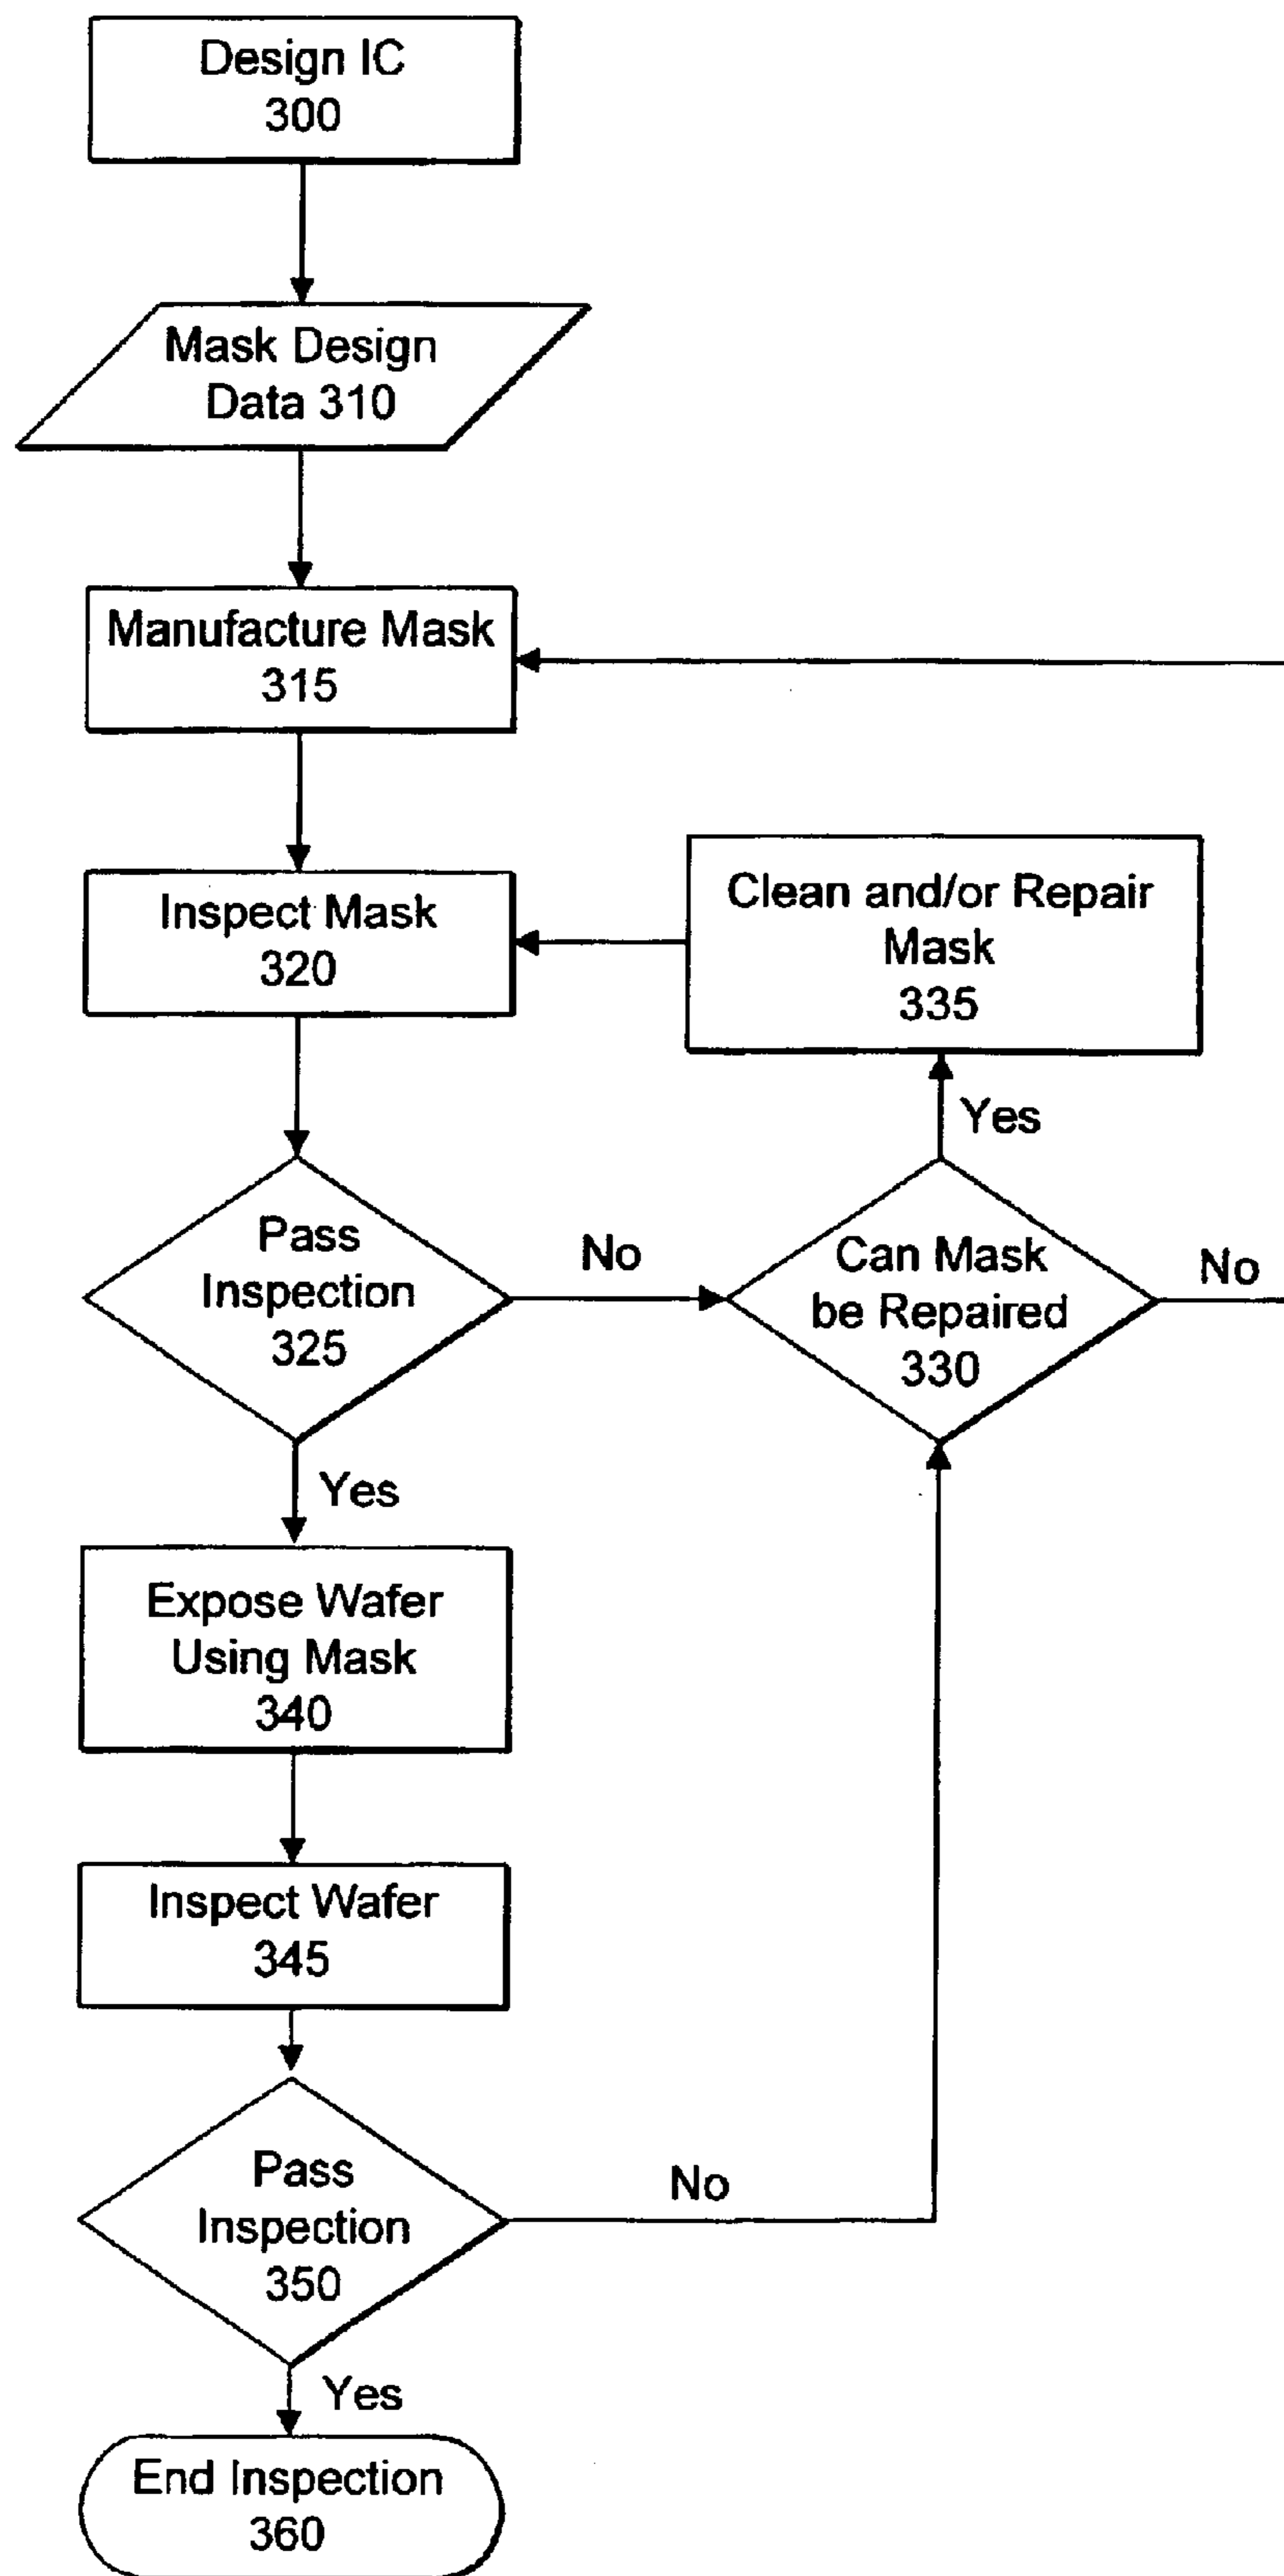 Design IC
300
Mask Design
Data 310
Manufacture Mask
315
Inspect Mask
320
Clean and/or Repair
Mask
335
Yes
Pass
Inspection
325
No
Can Mask
be Repaired
330
No
Yes
Expose Wafer
Using Mask
340
Inspect Wafer
345
Pass
Inspection
350
No
Yes
End Inspection
360